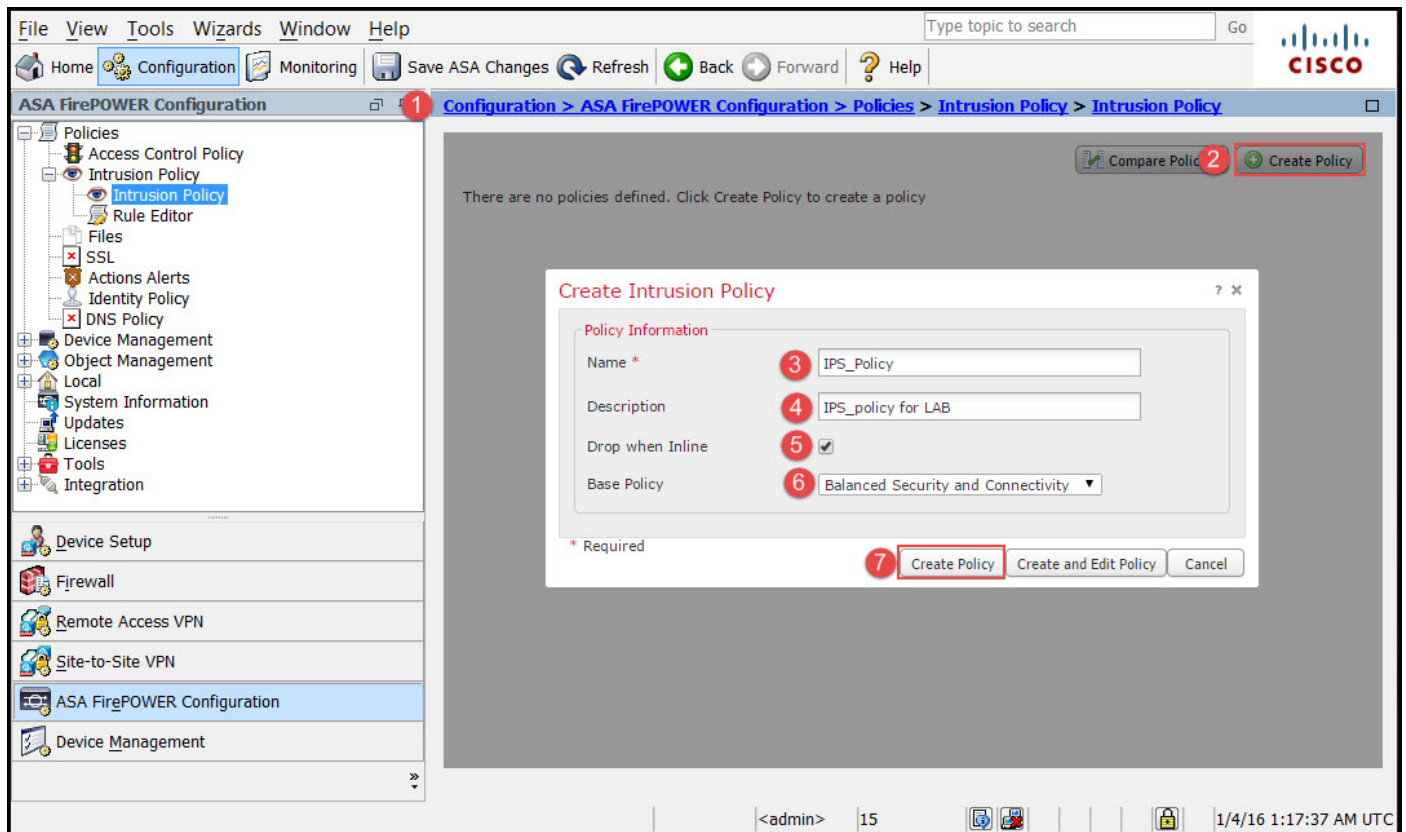 File View Tools Wizards Window Help
Type topic to search Go
CISCO
Home Configuration Monitoring Save ASA Changes Refresh Back Forward Help
ASA FirePOWER Configuration
1 Configuration > ASA FirePOWER Configuration > Policies > Intrusion Policy > Intrusion Policy
Policies
Access Control Policy
Intrusion Policy
Intrusion Policy
Rule Editor
Files
SSL
Actions Alerts
Identity Policy
DNS Policy
Device Management
Object Management
Local
System Information
Updates
Licenses
Tools
Integration
Device Setup
Firewall
Remote Access VPN
Site-to-Site VPN
ASA FirePOWER Configuration
Device Management
»
Compare Polic 2 Create Policy
There are no policies defined. Click Create Policy to create a policy
Create Intrusion Policy ? ×
Policy Information
Name * 3 IPS_Policy
Description 4 IPS_policy for LAB
Drop when Inline 5
Base Policy 6 Balanced Security and Connectivity
* Required
7 Create Policy Create and Edit Policy Cancel
<admin> 15 1/4/16 1:17:37 AM UTC